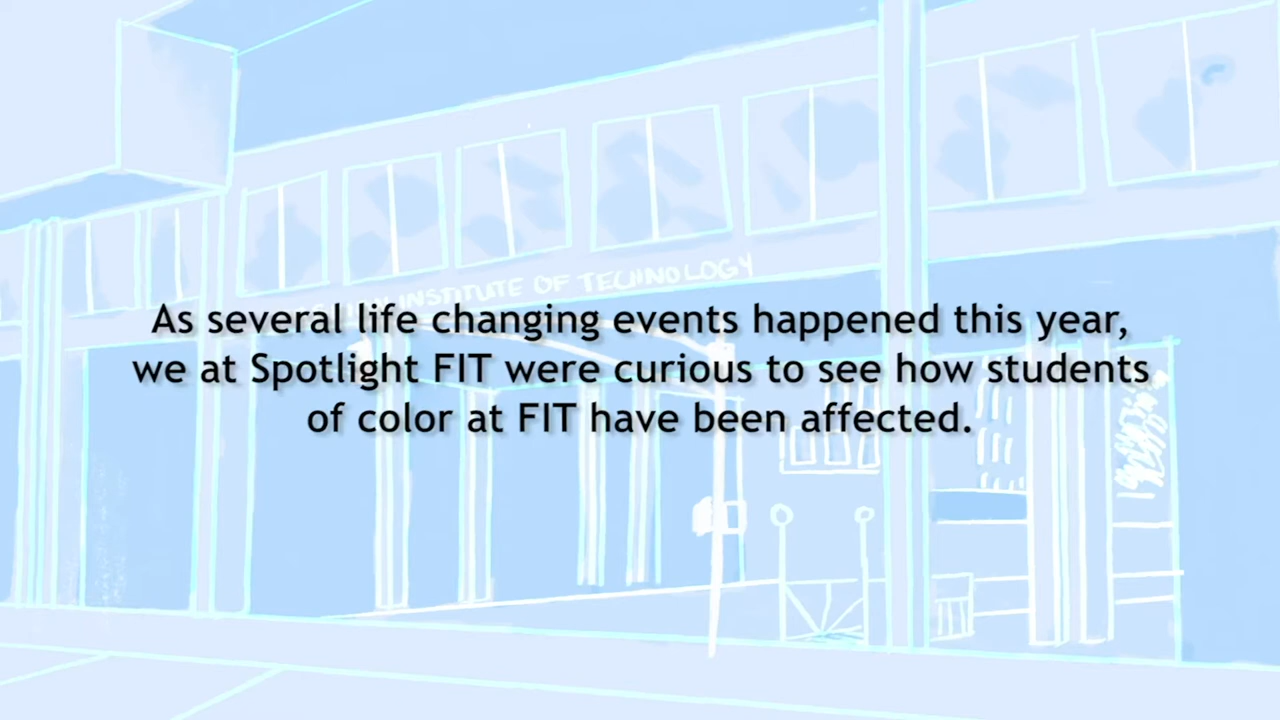 INSTITUTE OF TECHNOLOGY
As several life changing events happened this year,
we at Spotlight FIT were curious to see how students
of color at FIT have been affected.